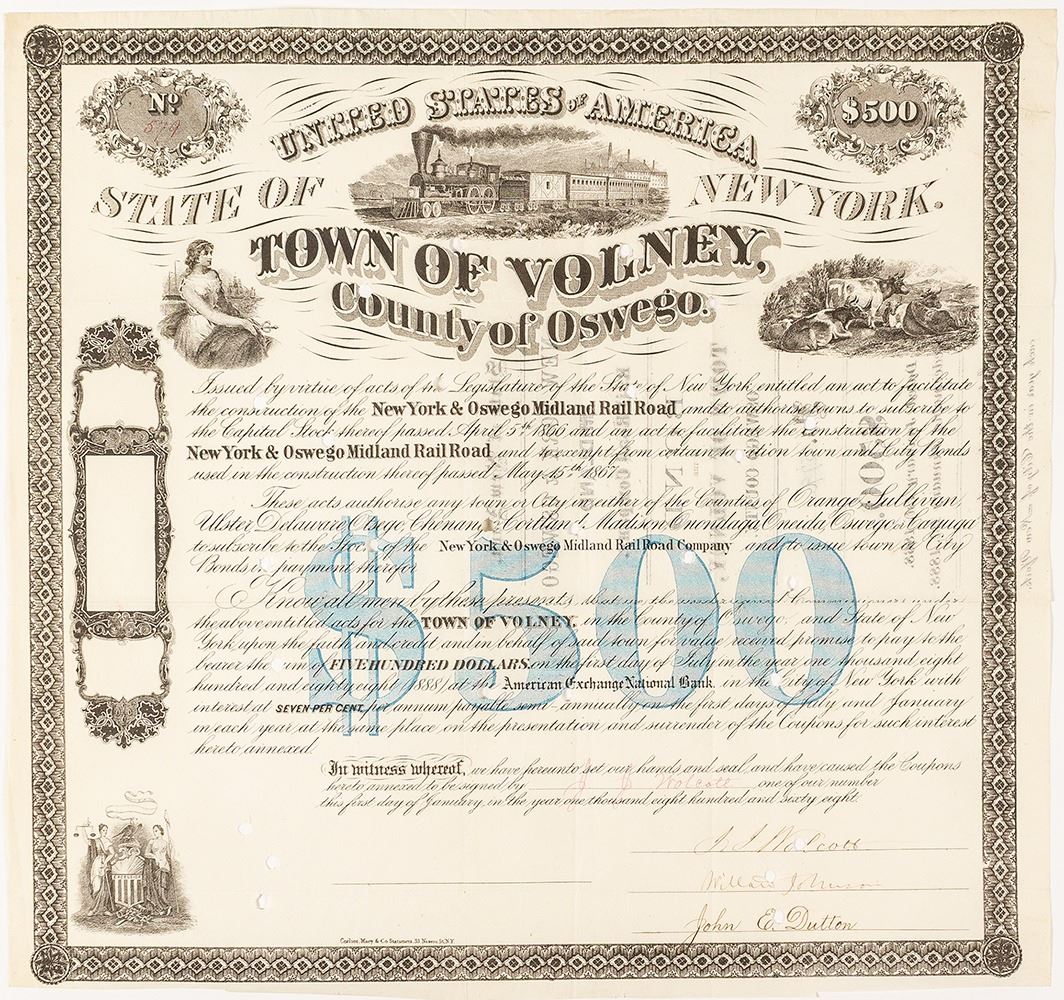 Nº
519
$500
UNITED STATES of AMERICA
STATE OF NEW YORK.
TOWN OF VOLNEY,
County of Oswego.
Issued by virtue of acts of the Legislature of the State of New York entitled an act to facilitate
the construction of the New York & Oswego Midland Rail Road and to authorise towns to subscribe to
the Capital Stock thereof passed April 5th 1866 and an act to facilitate the construction of the
New York & Oswego Midland Rail Road and to exempt from certain taxation town and City Bonds
used in the construction thereof passed May 15th 1867.
These acts authorise any town or City in either of the Counties of Orange, Sullivan,
Ulster, Delaware, Otsego, Chenango, Cortland, Madison, Onondaga, Oneida, Oswego, or Cayuga
to subscribe to the Stock of the New York & Oswego Midland Rail Road Company and to issue town or City
Bonds in payment therefor
$500
Know all men by these presents that we the undersigned Commissioners under
the above entitled acts for the TOWN OF VOLNEY, in the County of Oswego, and State of New
York upon the faith and credit and in behalf of said town for value received promise to pay to the
bearer the sum of FIVE HUNDRED DOLLARS, on the first day of July in the year one thousand eight
hundred and eighty eight (1888) at the American Exchange National Bank, in the City of New York with
interest at SEVEN PER CENT, per annum payable semi-annually on the first days of July and January
in each year at the same place on the presentation and surrender of the Coupons for such interest
hereto annexed.
In witness whereof, we have hereunto set our hands and seal, and have caused the Coupons
hereto annexed to be signed by Wolcott one of our number
this first day of January, in the year one thousand eight hundred and sixty eight.
Wolcott
Willard Johnson
John E. Dutton
EXCELSIOR